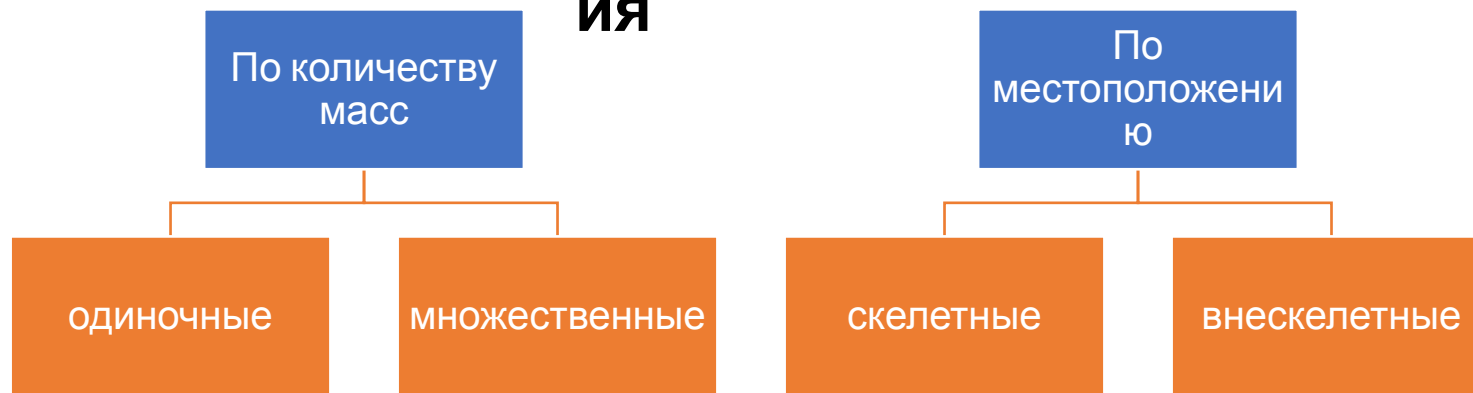 ия
По количеству
масс
По
местоположени
ю
одиночные
множественные
скелетные
внескелетные